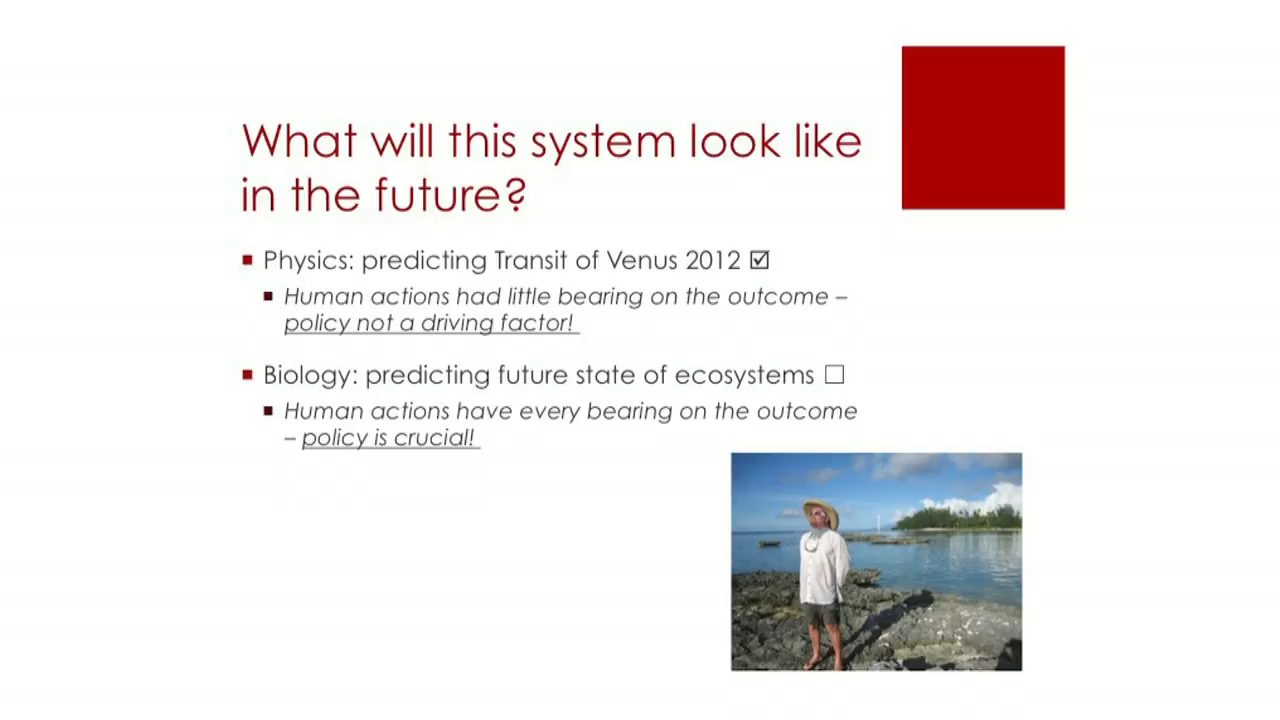 What will this system look like
in the future?
Physics: predicting Transit of Venus 2012 ☑
Human actions had little bearing on the outcome –
policy not a driving factor!
Biology: predicting future state of ecosystems ☐
Human actions have every bearing on the outcome
– policy is crucial!